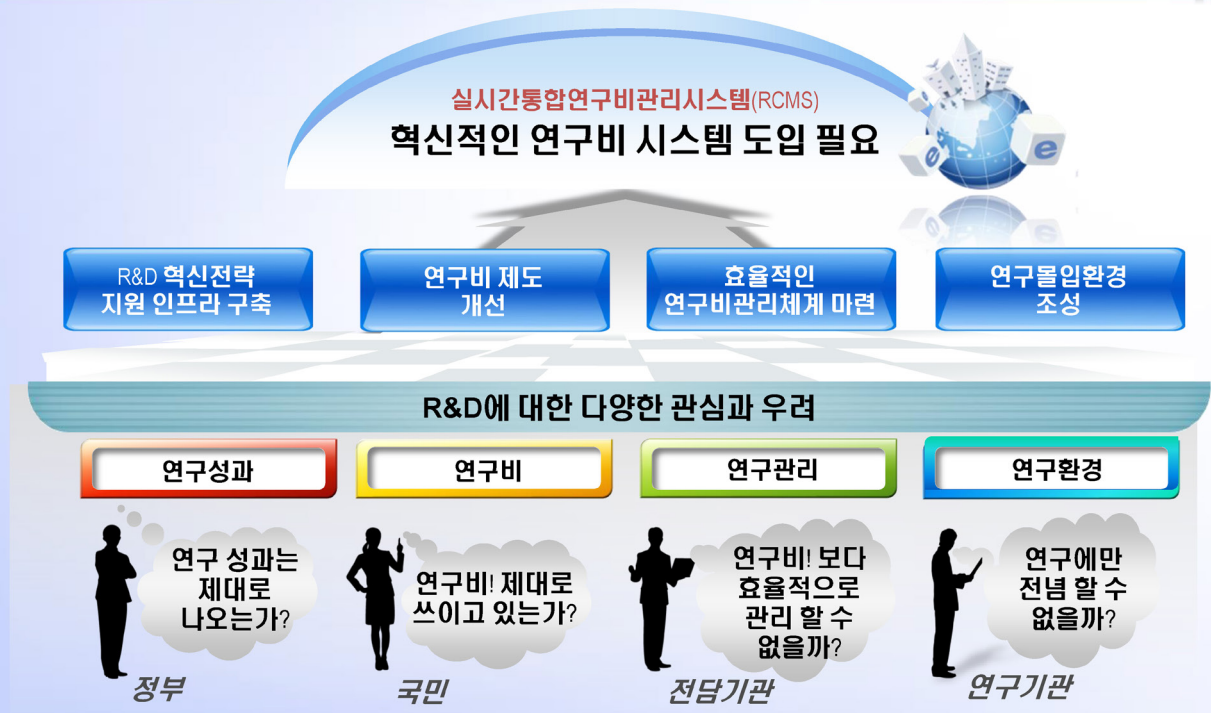 실시간통합연구비관리시스템(RCMS)
혁신적인 연구비 시스템 도입 필요
e
e
R&D 혁신전략
지원 인프라 구축
연구비 제도
개선
효율적인
연구비관리체계 마련
연구몰입환경
조성
R&D에 대한 다양한 관심과 우려
연구성과
연구비
연구관리
연구환경
연구 성과는
제대로
나오는가?
연구비! 제대로
쓰이고 있는가?
연구비! 보다
효율적으로
관리 할 수
없을까?
연구에만
전념 할 수
없을까?
정부
국민
전담기관
연구기관